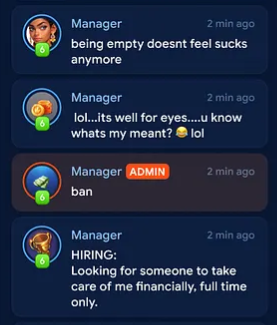 Manager 2 min ago
being empty doesnt feel sucks
anymore
6
Manager 2 min ago
lol...its well for eyes....u know
whats my meant? 😂 lol
6
Manager ADMIN 2 min ago
ban
6
Manager 2 min ago
HIRING:
Looking for someone to take
care of me financially, full time
only.
6